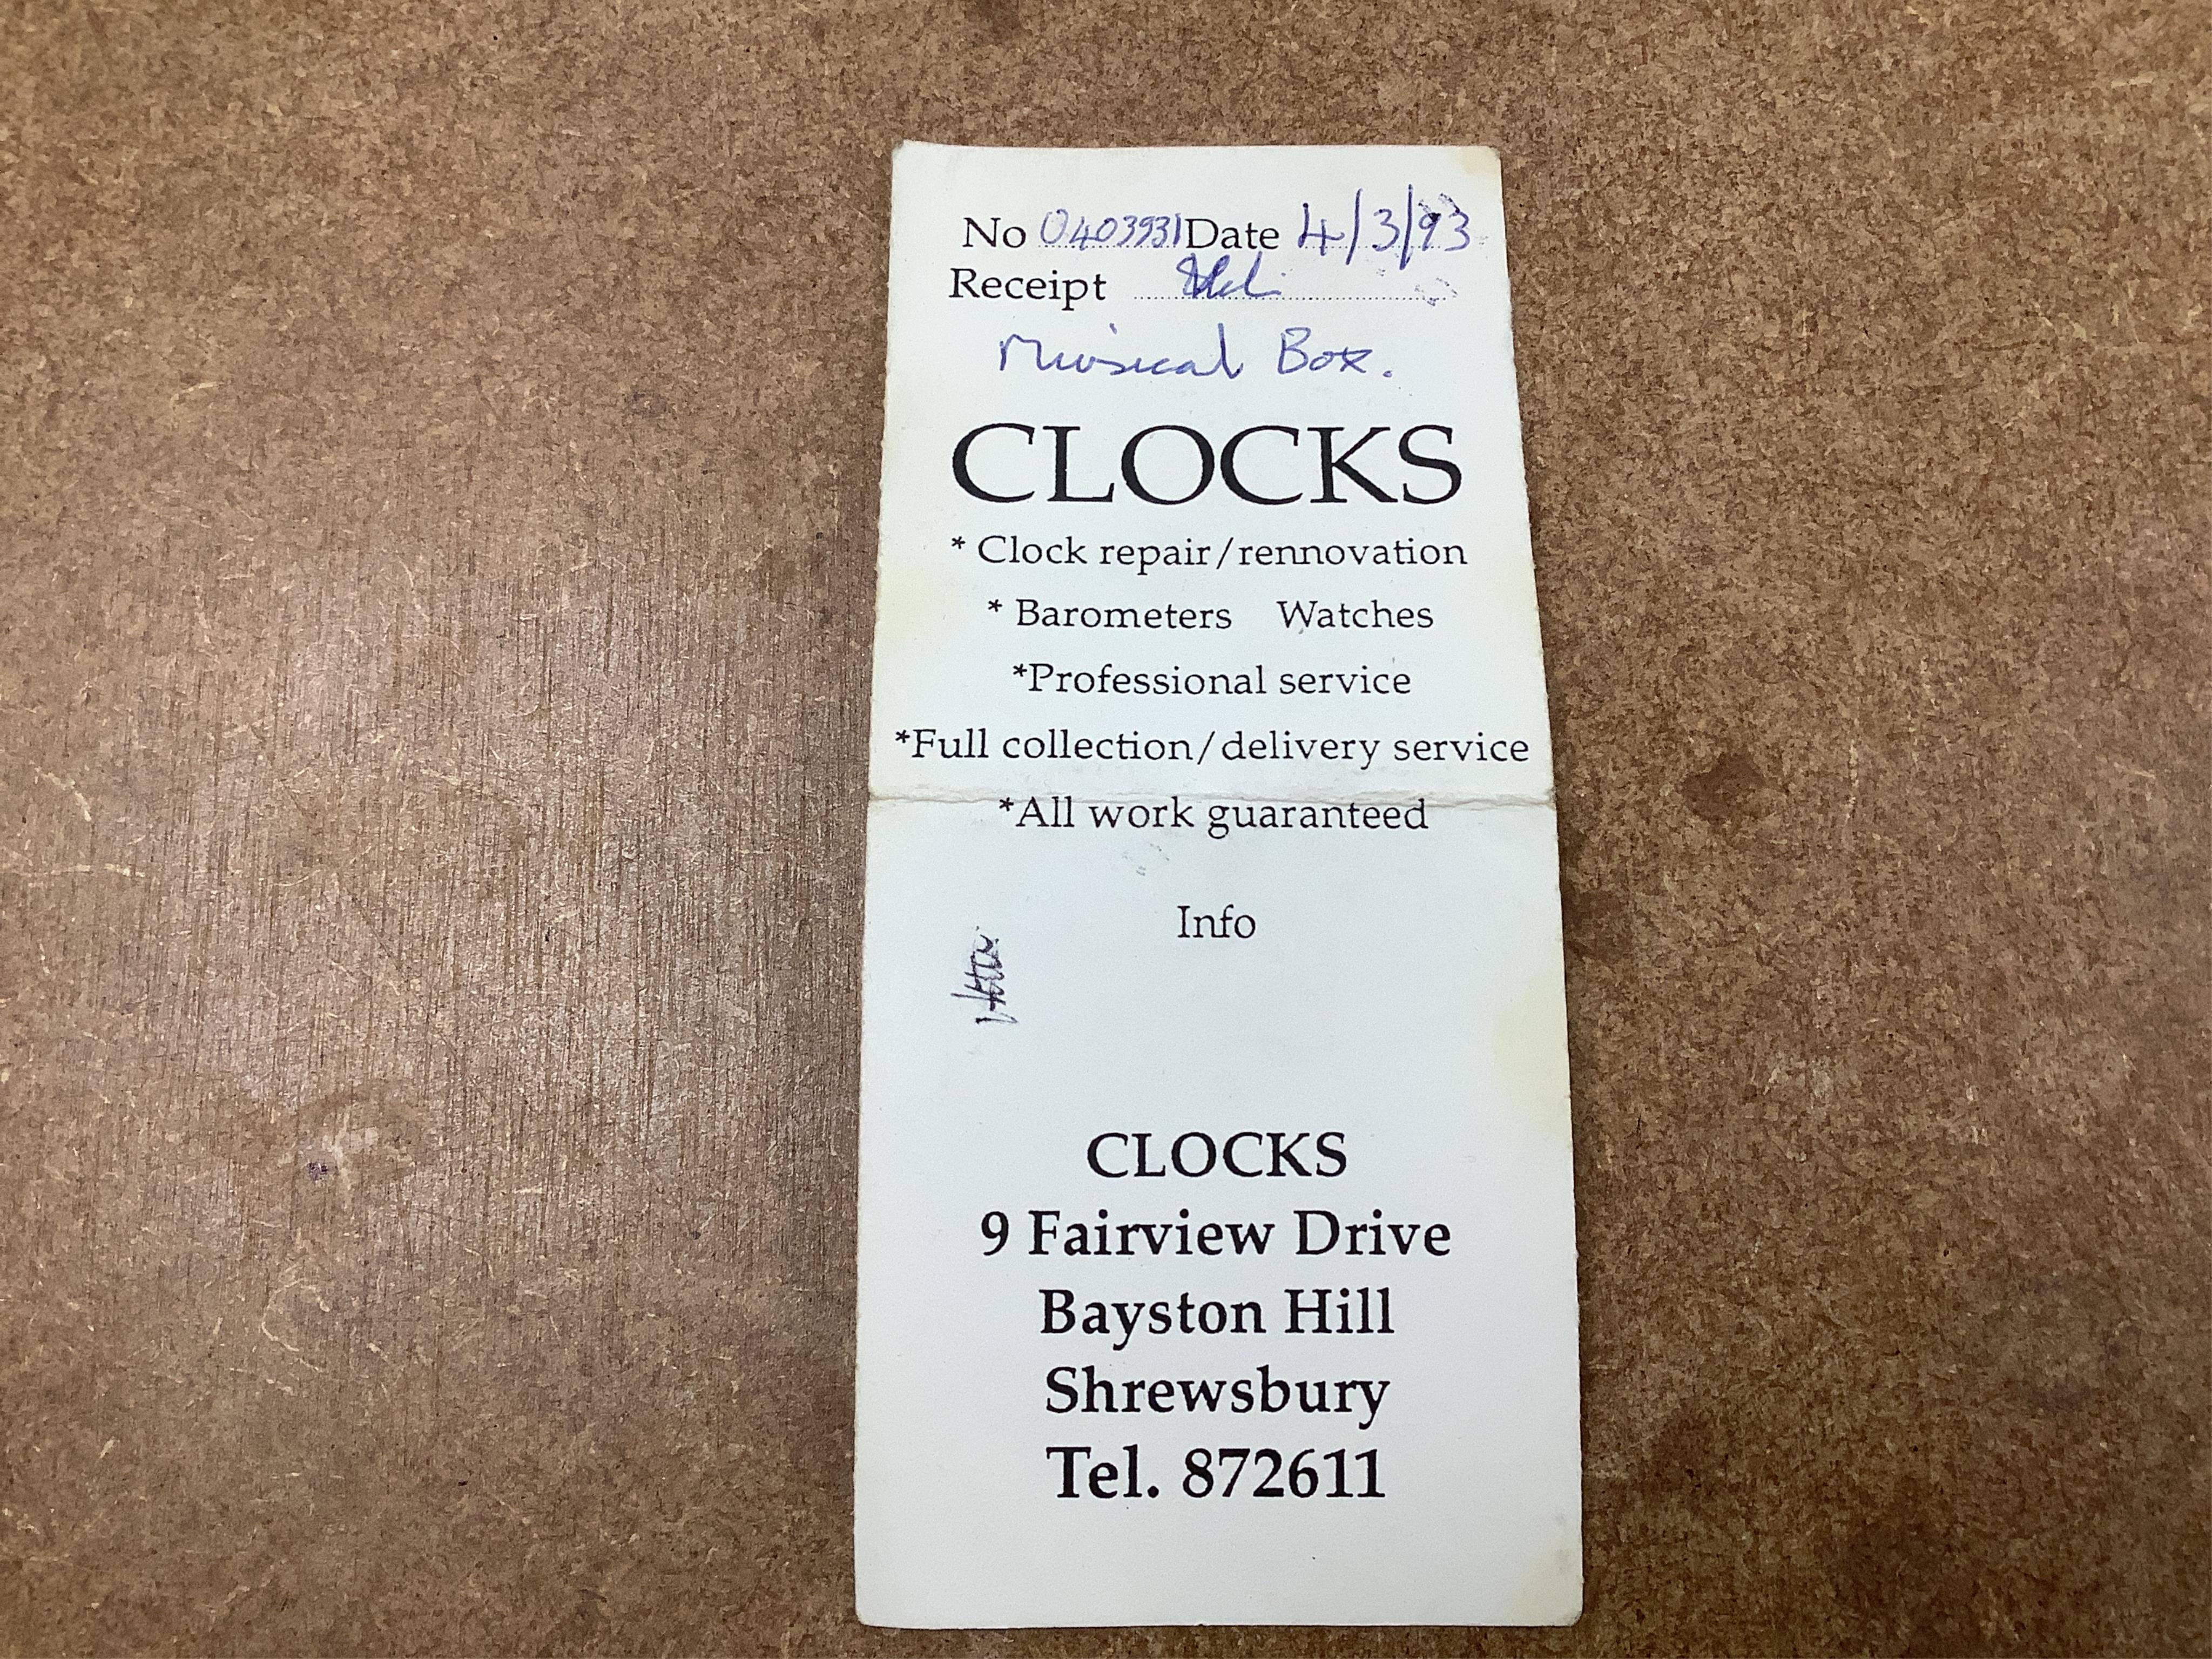 No 0403931 Date 4/3/93
Receipt
Musical Box.
CLOCKS
* Clock repair/rennovation
* Barometers Watches
*Professional service
*Full collection/delivery service
*All work guaranteed
Info
CLOCKS
9 Fairview Drive
Bayston Hill
Shrewsbury
Tel. 872611